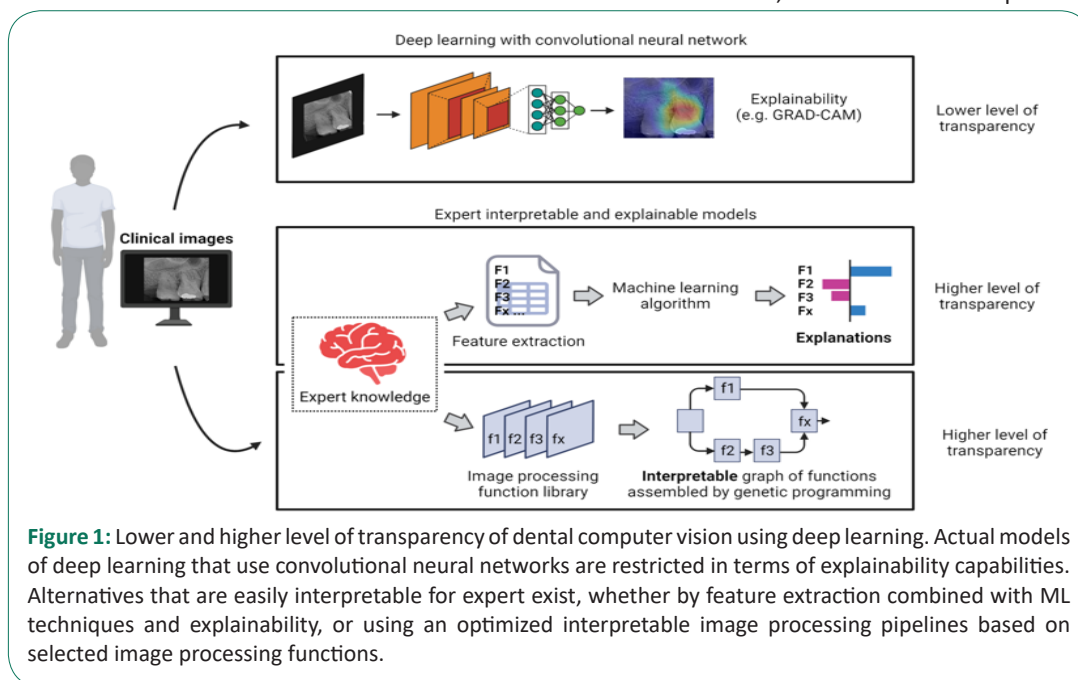 Deep learning with convolutional neural network
Explainability
(e.g. GRAD-CAM)
Lower level of
transparency
Clinical images
Expert interpretable and explainable models
Expert knowledge
F1
F2
F3
Fx ...
Feature extraction
Machine learning
algorithm
F1
F2
F3
Fx
Explanations
Higher level of
transparency
f1 f2 f3 fx
Image processing
function library
f1
f2 f3
fx
Interpretable graph of functions
assembled by genetic programming
Higher level of
transparency
Figure 1: Lower and higher level of transparency of dental computer vision using deep learning. Actual models
of deep learning that use convolutional neural networks are restricted in terms of explainability capabilities.
Alternatives that are easily interpretable for expert exist, whether by feature extraction combined with ML
techniques and explainability, or using an optimized interpretable image processing pipelines based on
selected image processing functions.